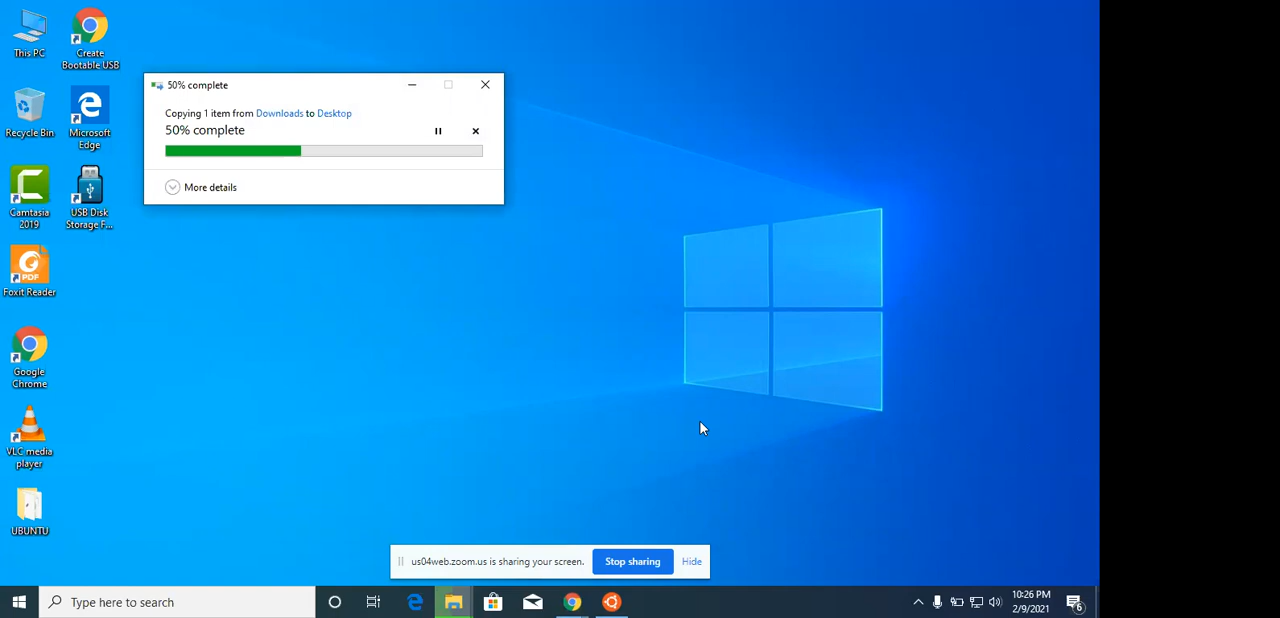 This PC
Create
Bootable USB
Recycle Bin
Microsoft
Edge
Camtasia
2019
USB Disk
Storage F...
PDF
Foxit Reader
Google
Chrome
VLC media
player
UBUNTU
50% complete
Copying 1 item from Downloads to Desktop
50% complete
More details
us04web.zoom.us is sharing your screen.
Stop sharing
Hide
Type here to search
10:26 PM
2/9/2021
6